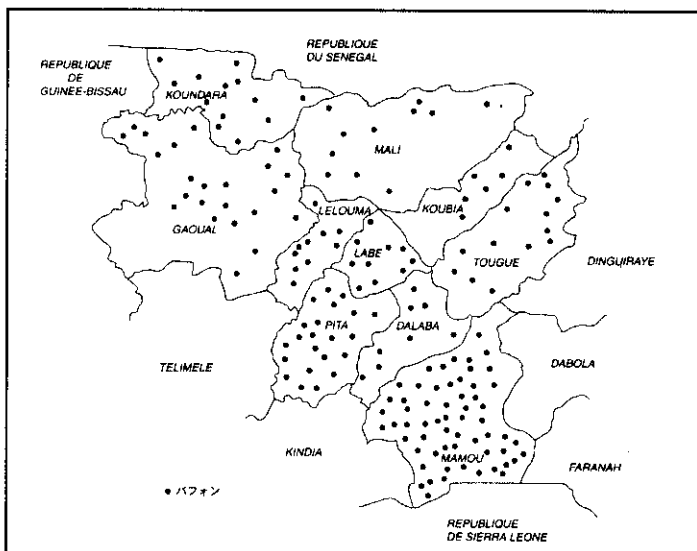 REPUBLIQUE
DU SENEGAL
REPUBLIQUE
DE
GUINEE-BISSAU
KOUNDARA
MALI
LELOUMA
KOUBIA
GAOUAL
LABE
TOUGUE
DINGUIRAYE
PITA
DALABA
TELIMELE
DABOLA
KINDIA
MAMOU
FARANAH
バフォン
REPUBLIQUE
DE SIERRA LEONE